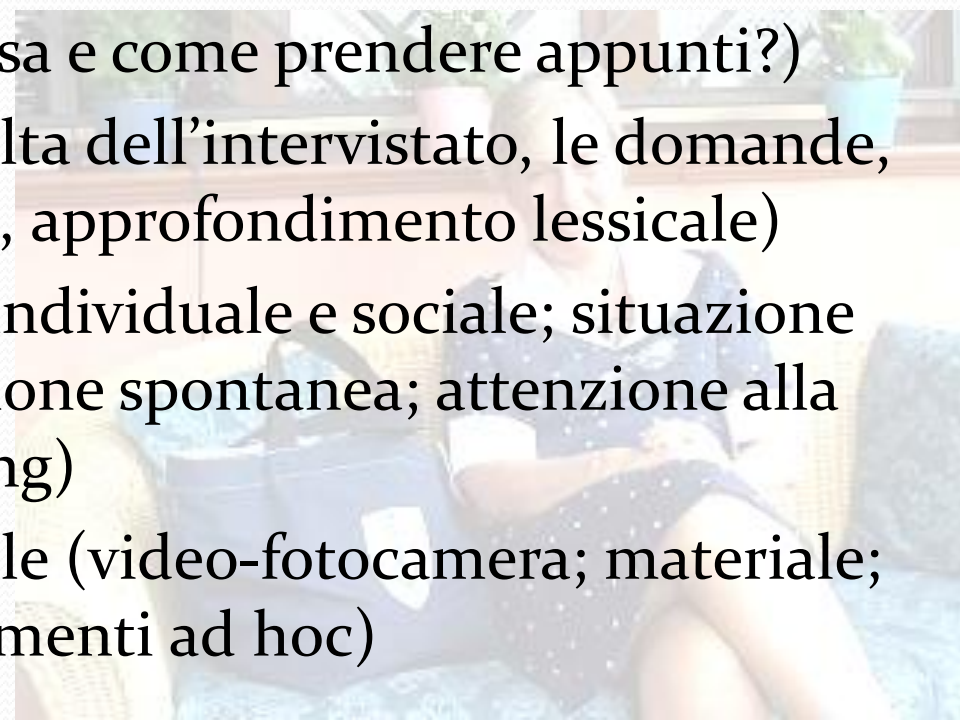 sa e come prendere appunti?)
lta dell’intervistato, le domande,
, approfondimento lessicale)
ndividuale e sociale; situazione
one spontanea; attenzione alla
ng)
le (video-fotocamera; materiale;
menti ad hoc)